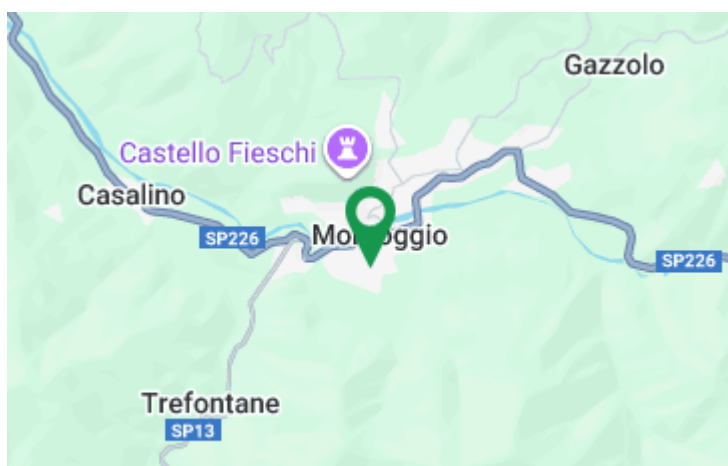 Gazzolo
Castello Fieschi
Casalino
SP226
SP226
Trefontane
SP13